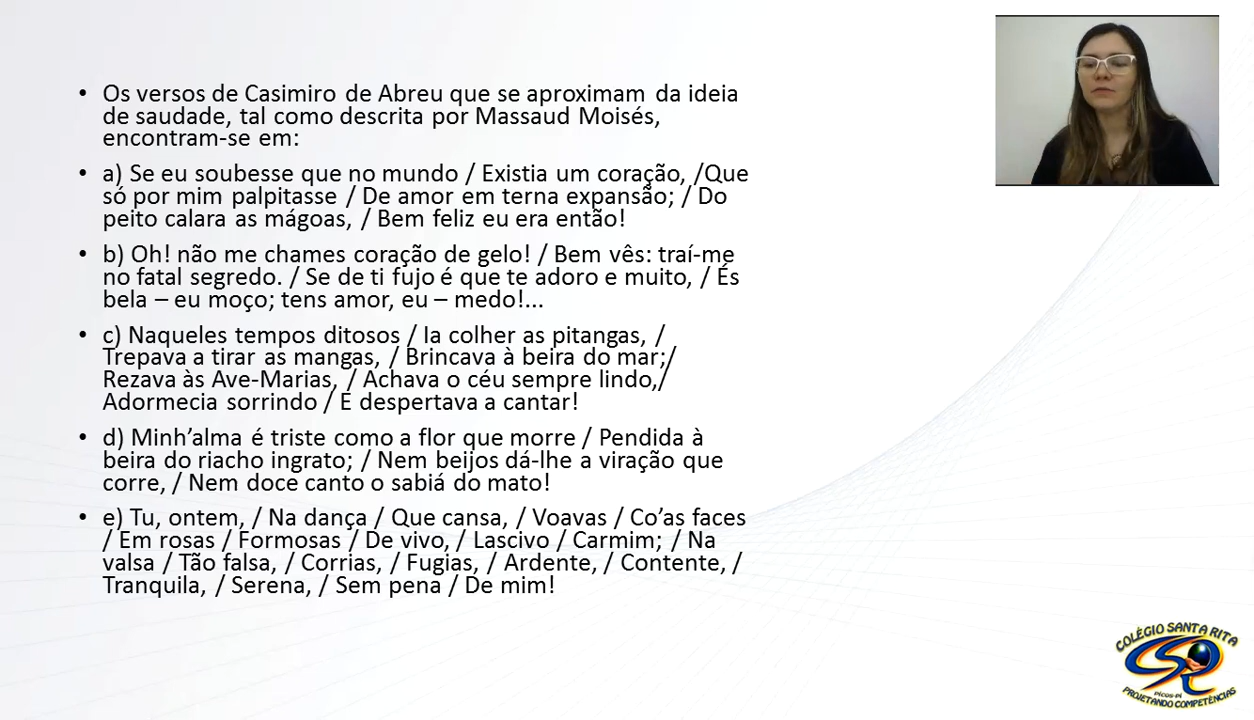 • Os versos de Casimiro de Abreu que se aproximam da ideia
de saudade, tal como descrita por Massaud Moisés,
encontram-se em:
• a) Se eu soubesse que no mundo / Existia um coração, /Que
só por mim palpitasse / De amor em terna expansão; / Do
peito calara as mágoas, / Bem feliz eu era então!
• b) Oh! não me chames coração de gelo! / Bem vês: traí-me
no fatal segredo. / Se de ti fujo é que te adoro e muito, / És
bela – eu moço; tens amor, eu – medo!...
• c) Naqueles tempos ditosos / Ia colher as pitangas, /
Trepava a tirar as mangas, / Brincava à beira do mar;/
Rezava às Ave-Marias, / Achava o céu sempre lindo,/
Adormecia sorrindo / E despertava a cantar!
• d) Minh’alma é triste como a flor que morre / Pendida à
beira do riacho ingrato; / Nem beijos dá-lhe a viração que
corre, / Nem doce canto o sabiá do mato!
• e) Tu, ontem, / Na dança / Que cansa, / Voavas / Co’as faces
/ Em rosas / Formosas / De vivo, / Lascivo / Carmim; / Na
valsa / Tão falsa, / Corrias, / Fugias, / Ardente, / Contente, /
Tranquila, / Serena, / Sem pena / De mim!
COLÉGIO SANTA RITA
PICOS-PI
PROJETANDO COMPETÊNCIAS